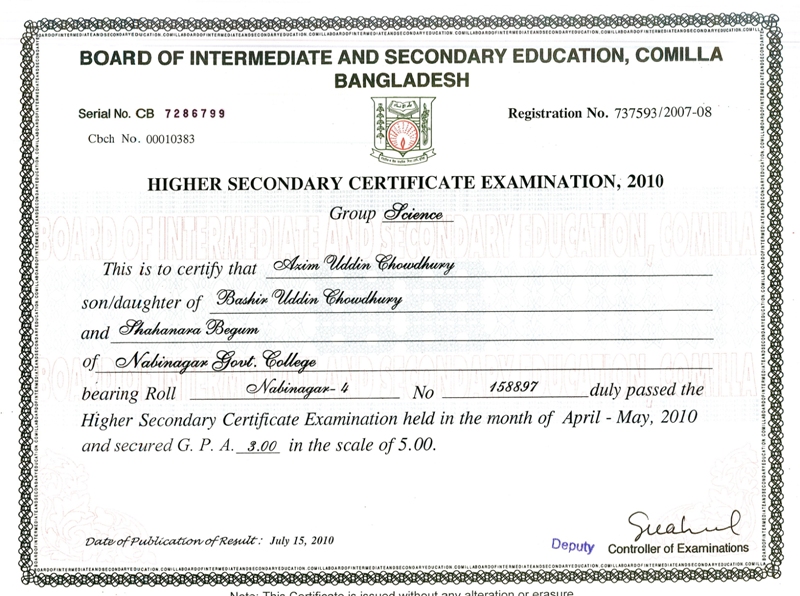 BOARD OF INTERMEDIATE AND SECONDARY EDUCATION, COMILLA
BANGLADESH
Serial No. CB 7286799
Registration No. 737593/2007-08
Cbch No. 00010383
HIGHER SECONDARY CERTIFICATE EXAMINATION, 2010
Group Science
This is to certify that Azim Uddin Chowdhury
son/daughter of Bashir Uddin Chowdhury
and Shahanara Begum
of Nabinagar Govt. College
bearing Roll Nabinagar- 4 No 158897 duly passed the
Higher Secondary Certificate Examination held in the month of April - May, 2010
and secured G. P. A. 3.00 in the scale of 5.00.
Date of Publication of Result : July 15, 2010
Deputy Controller of Examinations
Note: This Certificate is issued without any alteration or erasure